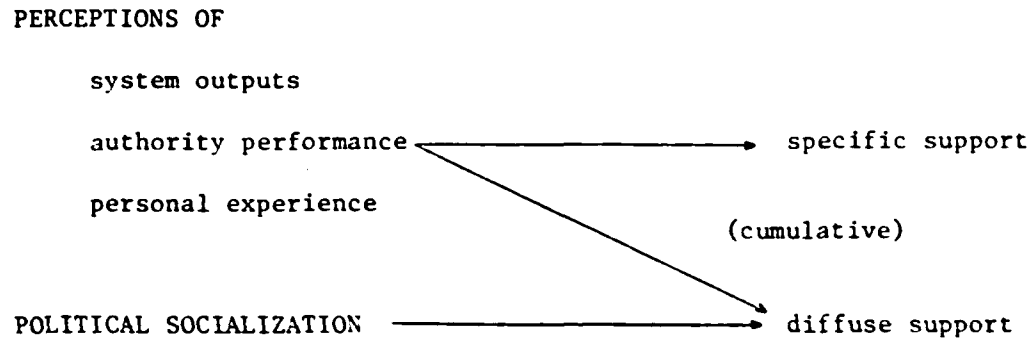 PERCEPTIONS OF
system outputs
authority performance
specific support
personal experience
(cumulative)
POLITICAL SOCIALIZATION
diffuse support